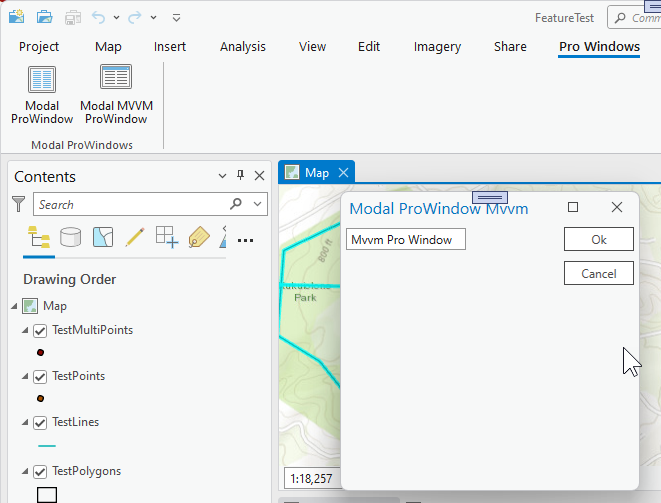 FeatureTest
Project Map Insert Analysis View Edit Imagery Share Pro Windows
Modal ProWindow
Modal MVVM ProWindow
Modal ProWindows
Contents
Map
Search
Modal ProWindow Mvvm
Mvvm Pro Window
Ok
Cancel
800 ft
Park
Drawing Order
Map
TestMultiPoints
TestPoints
TestLines
TestPolygons
1:18,257